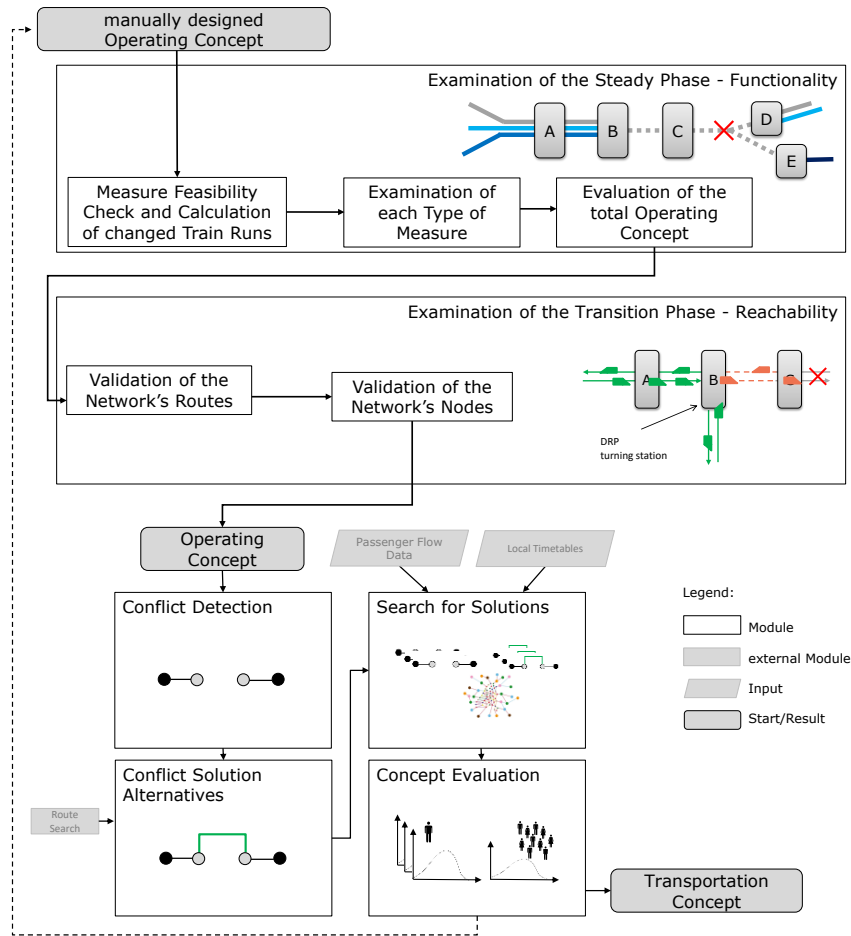 manually designed
Operating Concept
Examination of the Steady Phase - Functionality
A
B
C
D
E
Measure Feasibility
Check and Calculation
of changed Train Runs
Examination of
each Type of
Measure
Evaluation of the
total Operating
Concept
Examination of the Transition Phase - Reachability
Validation of the
Network's Routes
Validation of the
Network's Nodes
A
B
C
DRP
turning station
Operating
Concept
Passenger Flow
Data
Local Timetables
Conflict Detection
Search for Solutions
Legend:
Module
external Module
Input
Start/Result
Conflict Solution
Alternatives
Concept Evaluation
Route
Search
Transportation
Concept